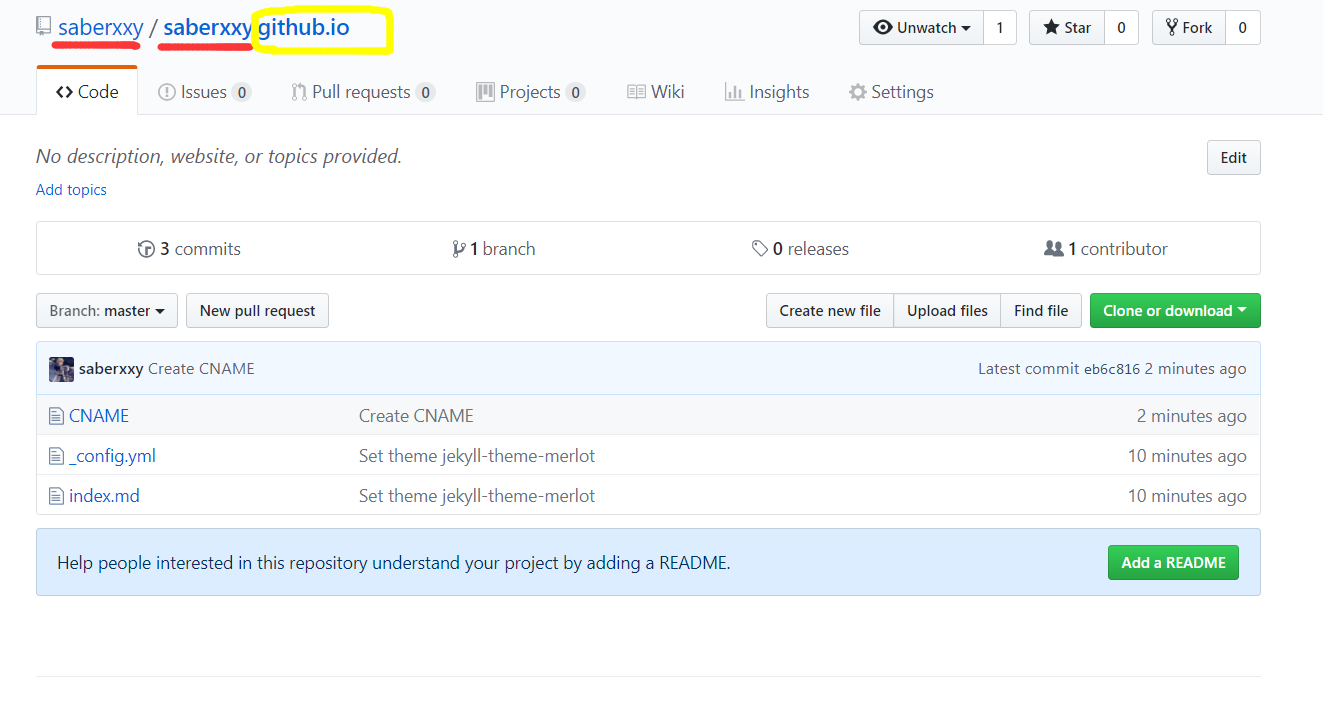 saberxxy / saberxxy github.io
Unwatch 1 Star 0 Fork 0
Code Issues 0 Pull requests 0 Projects 0 Wiki Insights Settings
No description, website, or topics provided. Edit
Add topics
3 commits 1 branch 0 releases 1 contributor
Branch: master New pull request Create new file Upload files Find file Clone or download
saberxxy Create CNAME Latest commit eb6c816 2 minutes ago
CNAME Create CNAME 2 minutes ago
_config.yml Set theme jekyll-theme-merlot 10 minutes ago
index.md Set theme jekyll-theme-merlot 10 minutes ago
Help people interested in this repository understand your project by adding a README. Add a README